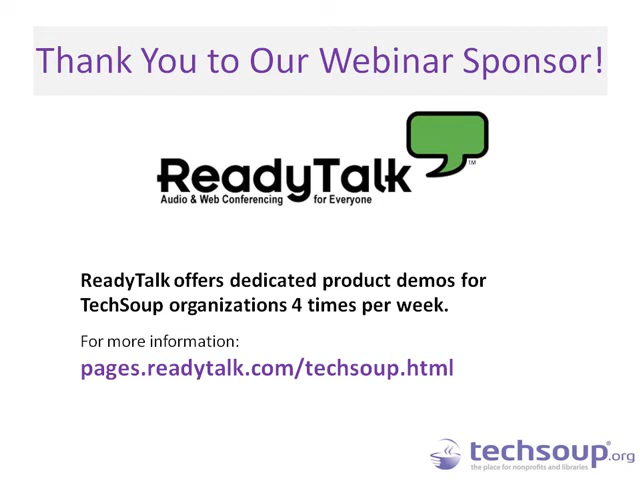 Thank You to Our Webinar Sponsor!
ReadyTalk ™
Audio & Web Conferencing for Everyone
ReadyTalk offers dedicated product demos for
TechSoup organizations 4 times per week.
For more information:
pages.readytalk.com/techsoup.html
techsoup®.org
the place for nonprofits and libraries